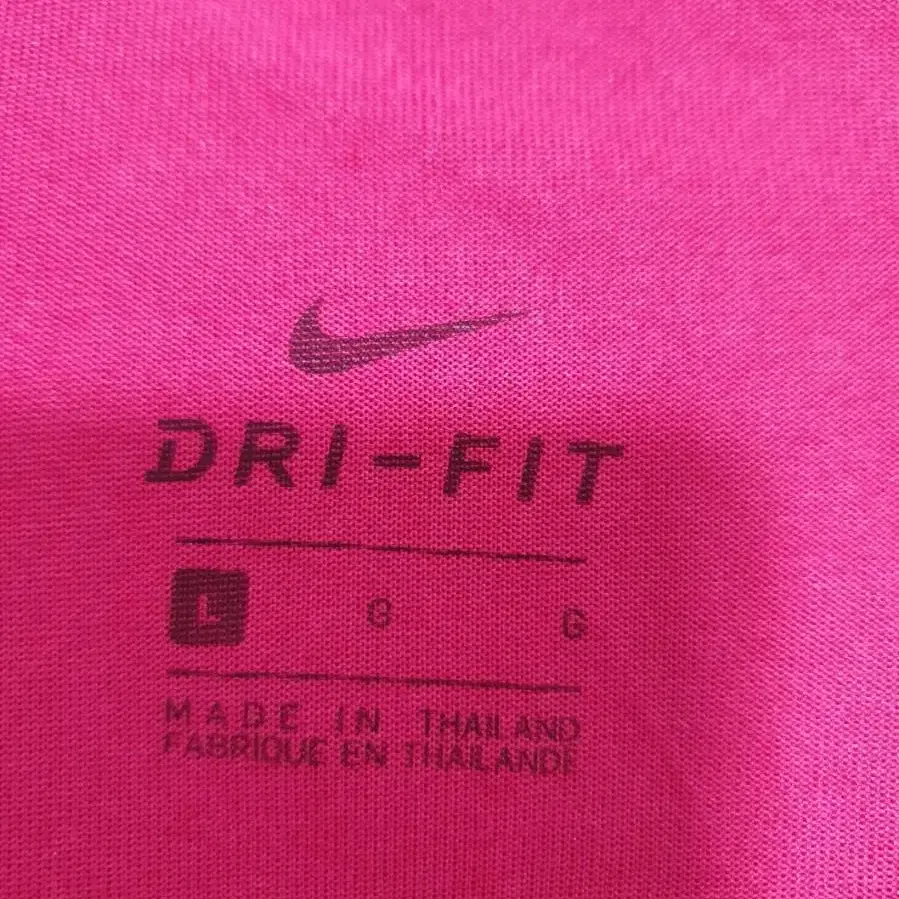 DRI-FIT
L G G
MADE IN THAILAND
FABRIQUE EN THAILANDE